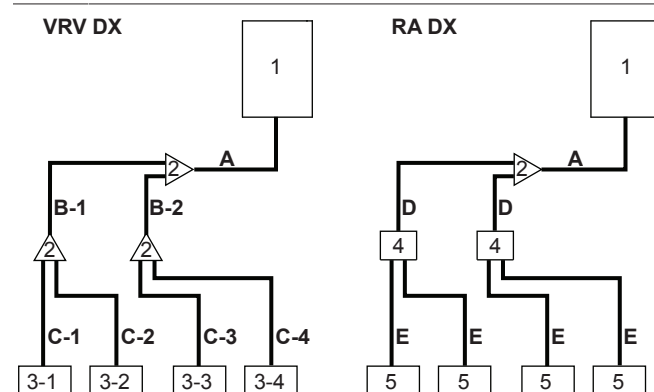 VRV DX RA DX
1 1
2 A 2 A
B-1 B-2 D D
2 2 4 4
C-1 C-2 C-3 C-4 E E E E
3-1 3-2 3-3 3-4 5 5 5 5